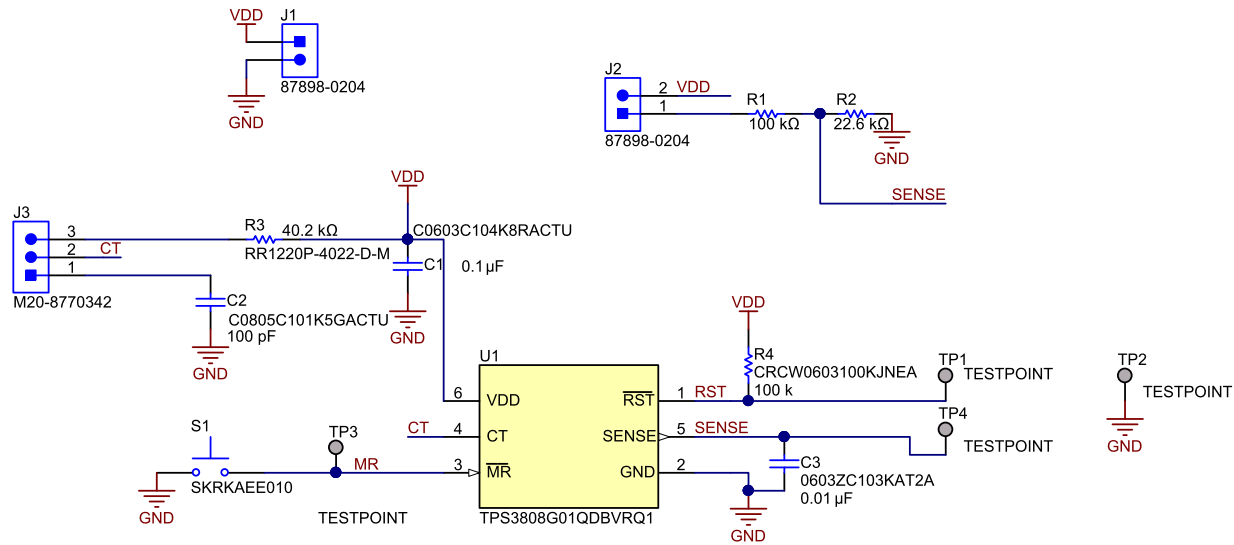 VDD
J1
87898-0204
GND
J2
2
VDD
1
87898-0204
R1
100 kΩ
R2
22.6 kΩ
GND
SENSE
J3
3
2
CT
1
M20-8770342
R3
40.2 kΩ
RR1220P-4022-D-M
VDD
C0603C104K8RACTU
C1
0.1 µF
GND
C2
C0805C101K5GACTU
100 pF
GND
VDD
R4
CRCW0603100KJNEA
100 k
U1
6
VDD
CT
4
CT
3
MR
RST
1
RST
SENSE
5
SENSE
GND
2
TPS3808G01QDBVRQ1
TP1
TESTPOINT
TP4
TESTPOINT
TP2
TESTPOINT
GND
C3
0603ZC103KAT2A
0.01 µF
GND
S1
SKRKAEE010
GND
TP3
MR
TESTPOINT